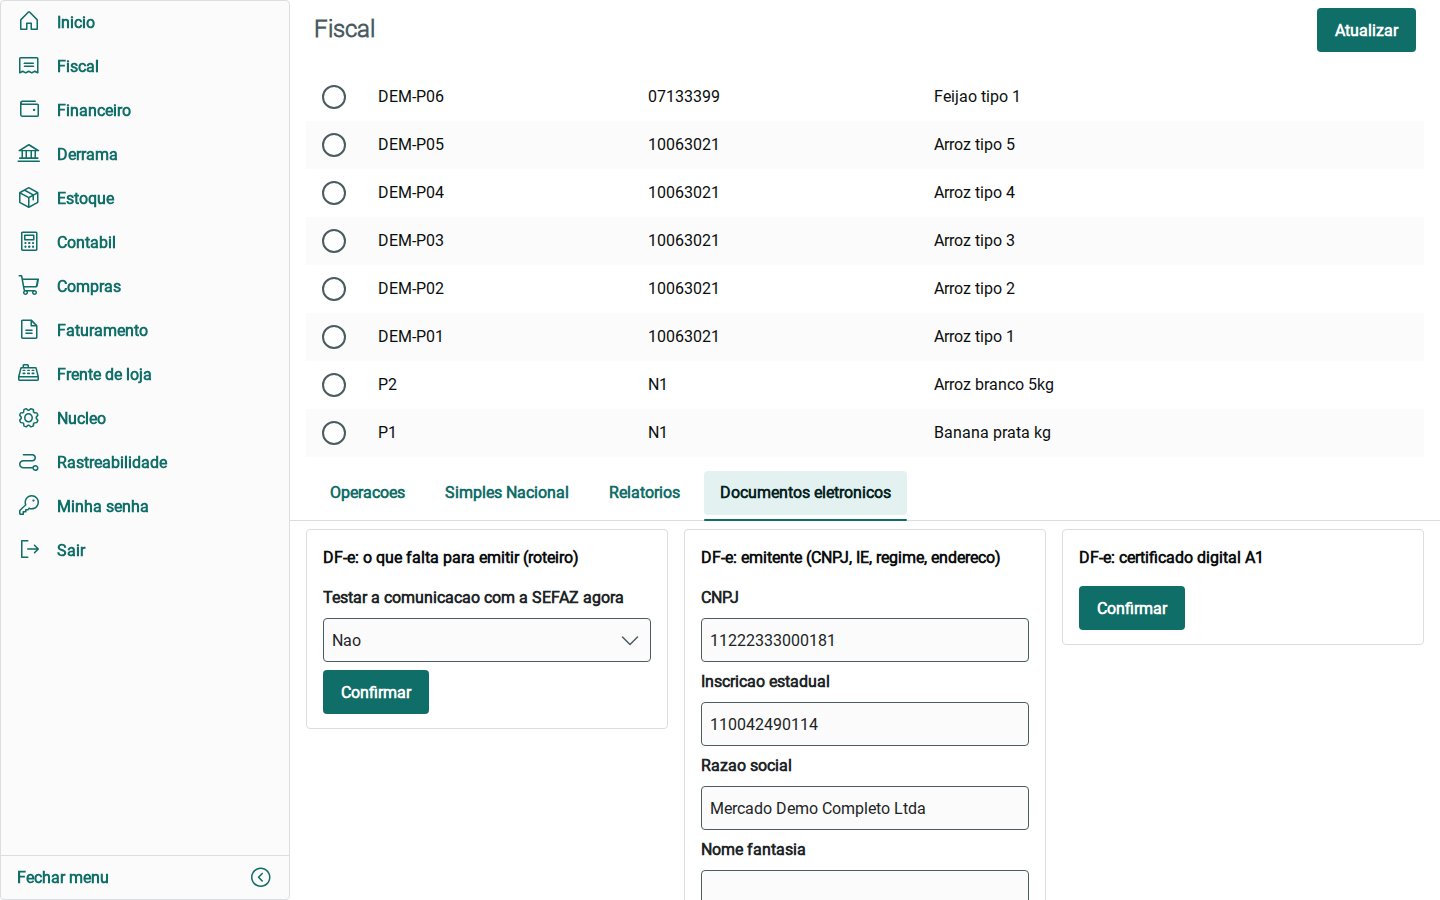 Inicio
Fiscal
Financeiro
Derrama
Estoque
Contabil
Compras
Faturamento
Frente de loja
Nucleo
Rastreabilidade
Minha senha
Sair
Fechar menu
Fiscal
Atualizar
DEM-P06 07133399 Feijao tipo 1
DEM-P05 10063021 Arroz tipo 5
DEM-P04 10063021 Arroz tipo 4
DEM-P03 10063021 Arroz tipo 3
DEM-P02 10063021 Arroz tipo 2
DEM-P01 10063021 Arroz tipo 1
P2 N1 Arroz branco 5kg
P1 N1 Banana prata kg
Operacoes Simples Nacional Relatorios Documentos eletronicos
DF-e: o que falta para emitir (roteiro)
Testar a comunicacao com a SEFAZ agora
Nao
Confirmar
DF-e: emitente (CNPJ, IE, regime, endereco)
CNPJ
11222333000181
Inscricao estadual
110042490114
Razao social
Mercado Demo Completo Ltda
Nome fantasia
DF-e: certificado digital A1
Confirmar